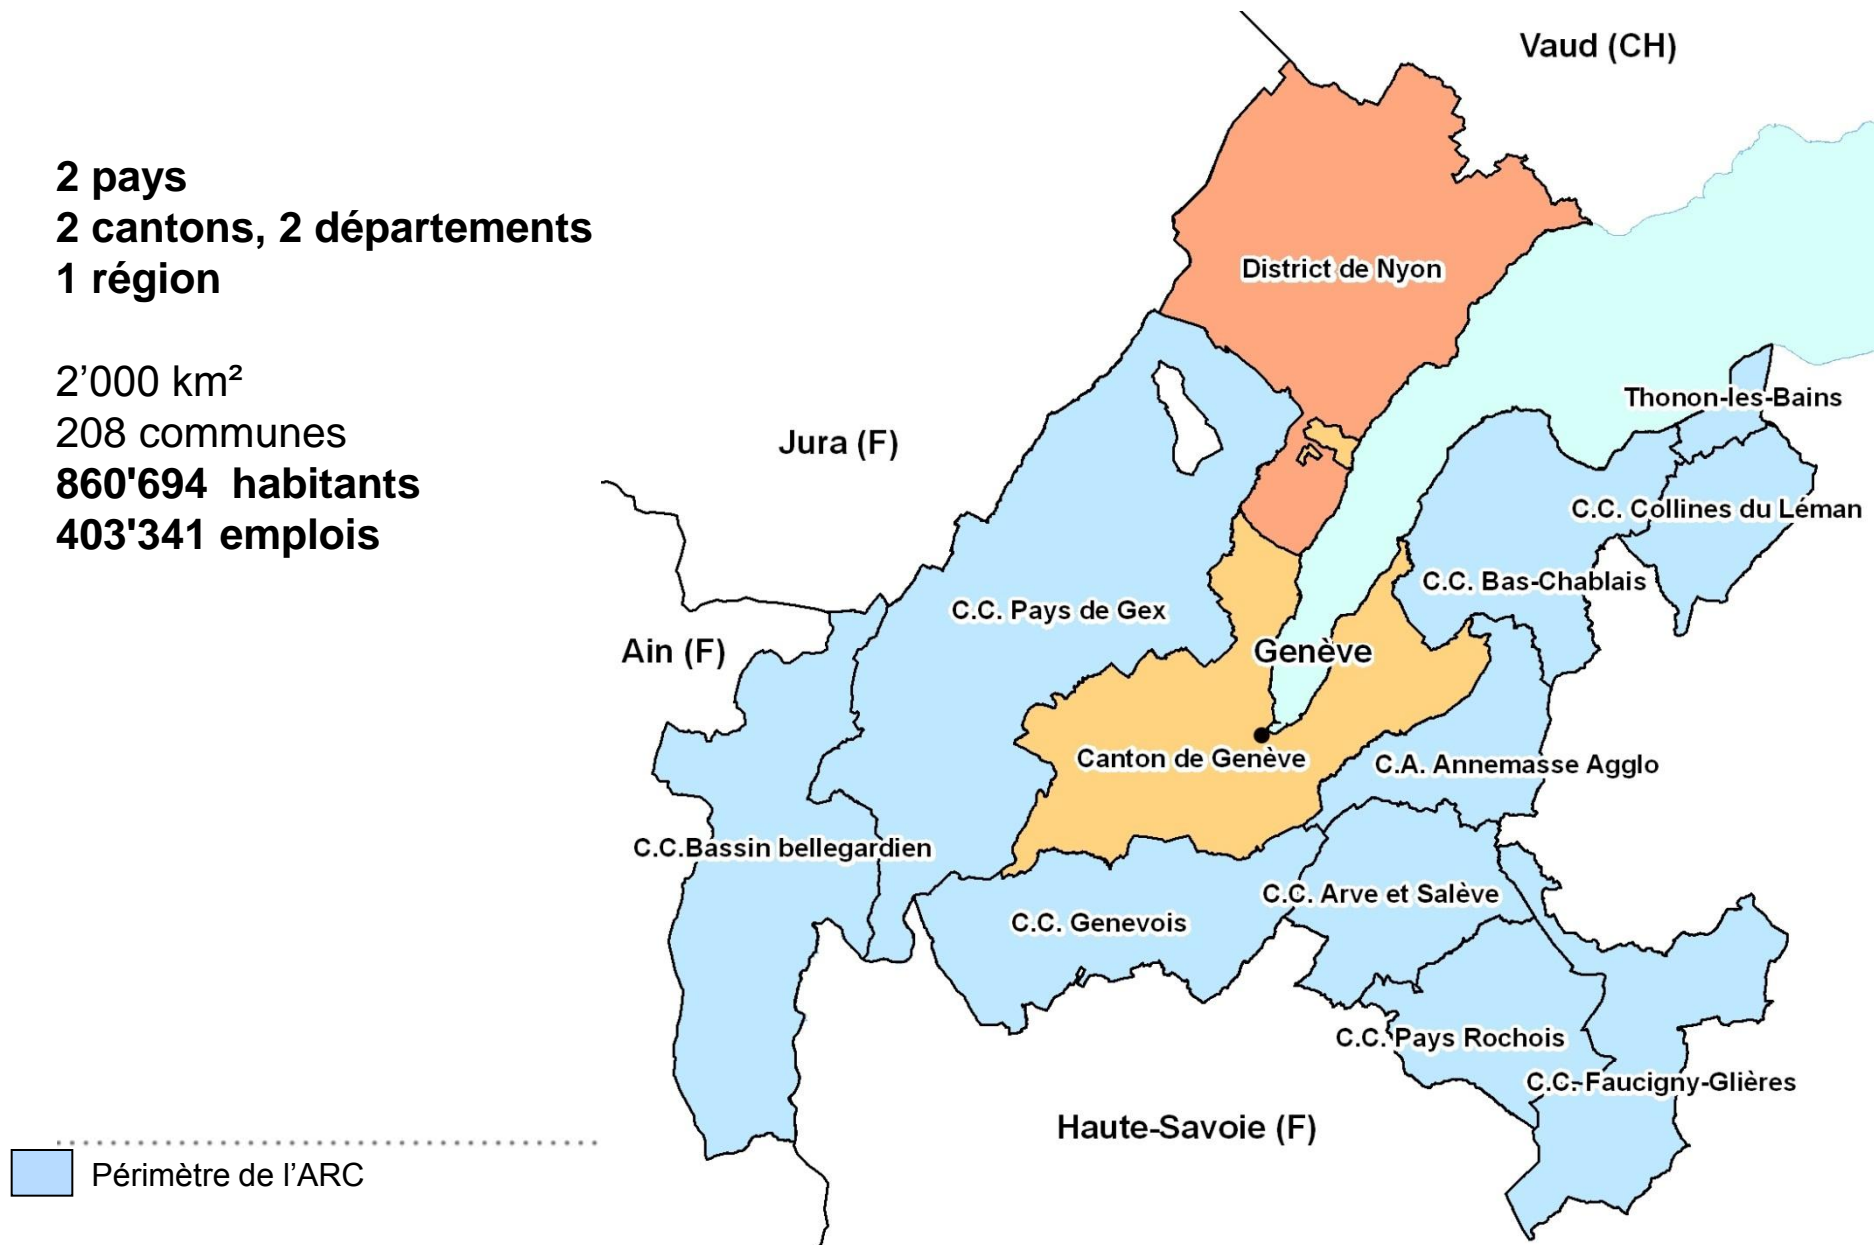 2 pays
2 cantons, 2 départements
1 région
2’000 km²
208 communes
860'694  habitants
403'341 emplois
Périmètre de l’ARC
Vaud (CH)
District de Nyon
Thonon-les-Bains
Jura (F)
C.C. Collines du Léman
C.C. Bas-Chablais
C.C. Pays de Gex
Ain (F)
Genève
Canton de Genève
C.A. Annemasse Agglo
C.C.Bassin bellegardien
C.C. Arve et Salève
C.C. Genevois
C.C. Pays Rochois
C.C. Faucigny-Glières
Haute-Savoie (F)